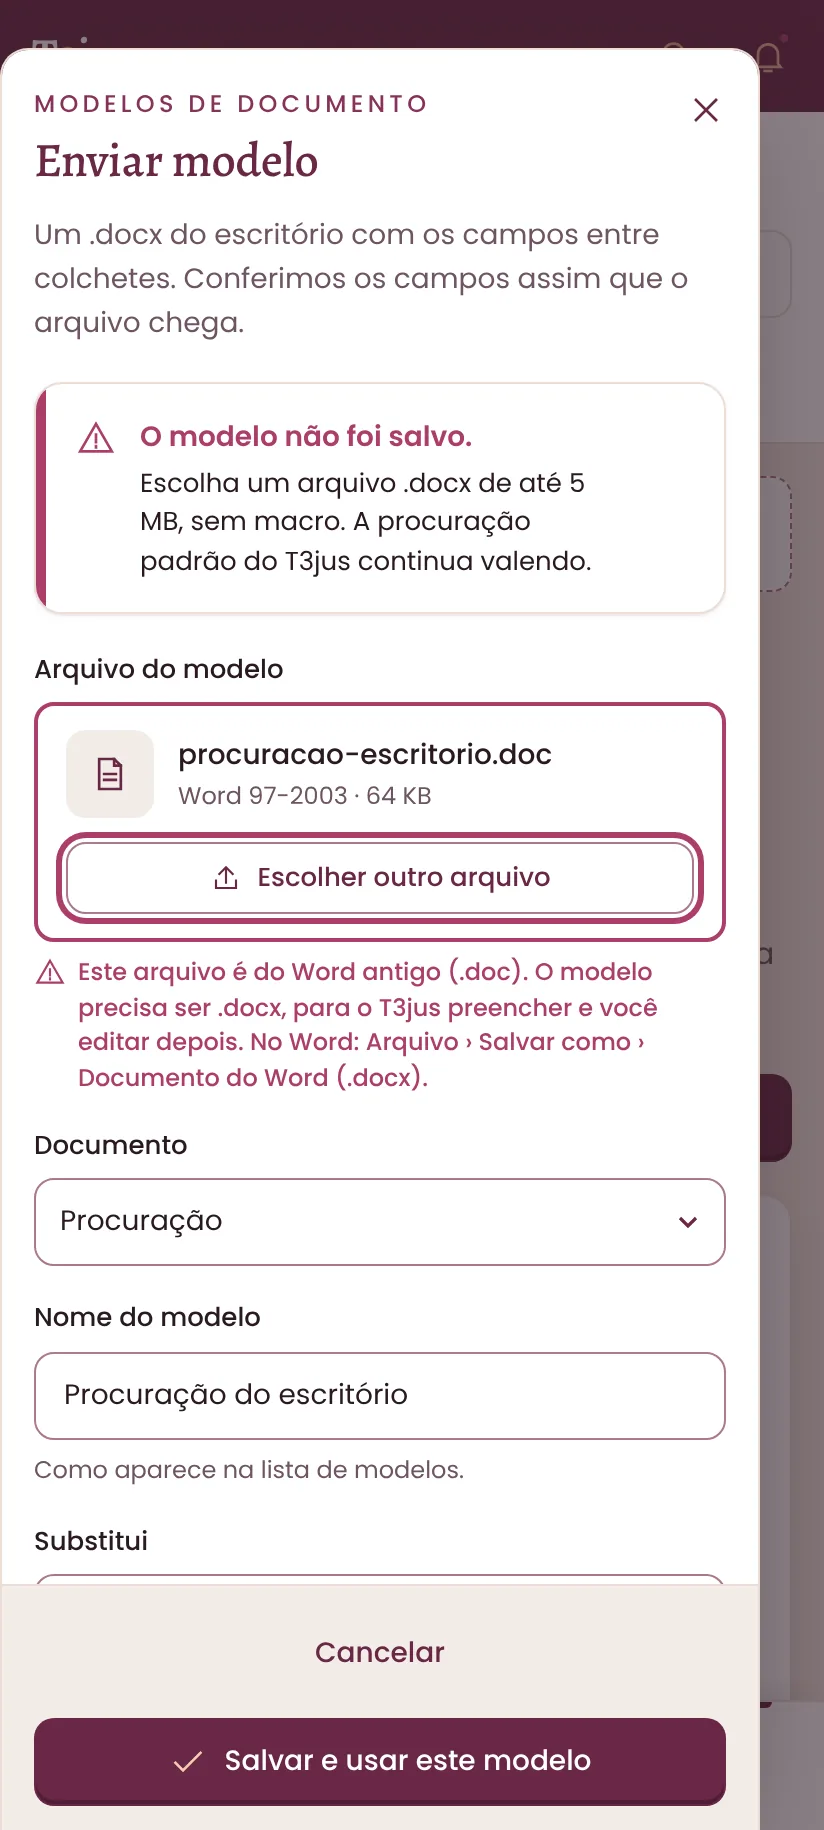 MODELOS DE DOCUMENTO
Enviar modelo
Um .docx do escritório com os campos entre
colchetes. Conferimos os campos assim que o
arquivo chega.
O modelo não foi salvo.
Escolha um arquivo .docx de até 5
MB, sem macro. A procuração
padrão do T3jus continua valendo.
Arquivo do modelo
procuracao-escritorio.doc
Word 97-2003 · 64 KB
Escolher outro arquivo
Este arquivo é do Word antigo (.doc). O modelo
precisa ser .docx, para o T3jus preencher e você
editar depois. No Word: Arquivo › Salvar como ›
Documento do Word (.docx).
Documento
Procuração
Nome do modelo
Procuração do escritório
Como aparece na lista de modelos.
Substitui
Cancelar
Salvar e usar este modelo